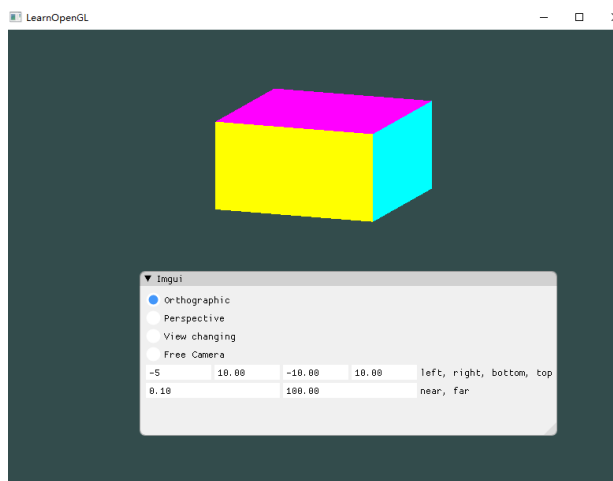 LearnOpenGL
Imgui
Orthographic
Perspective
View changing
Free Camera
-5 10.00 -10.00 10.00 left, right, bottom, top
0.10 100.00 near, far